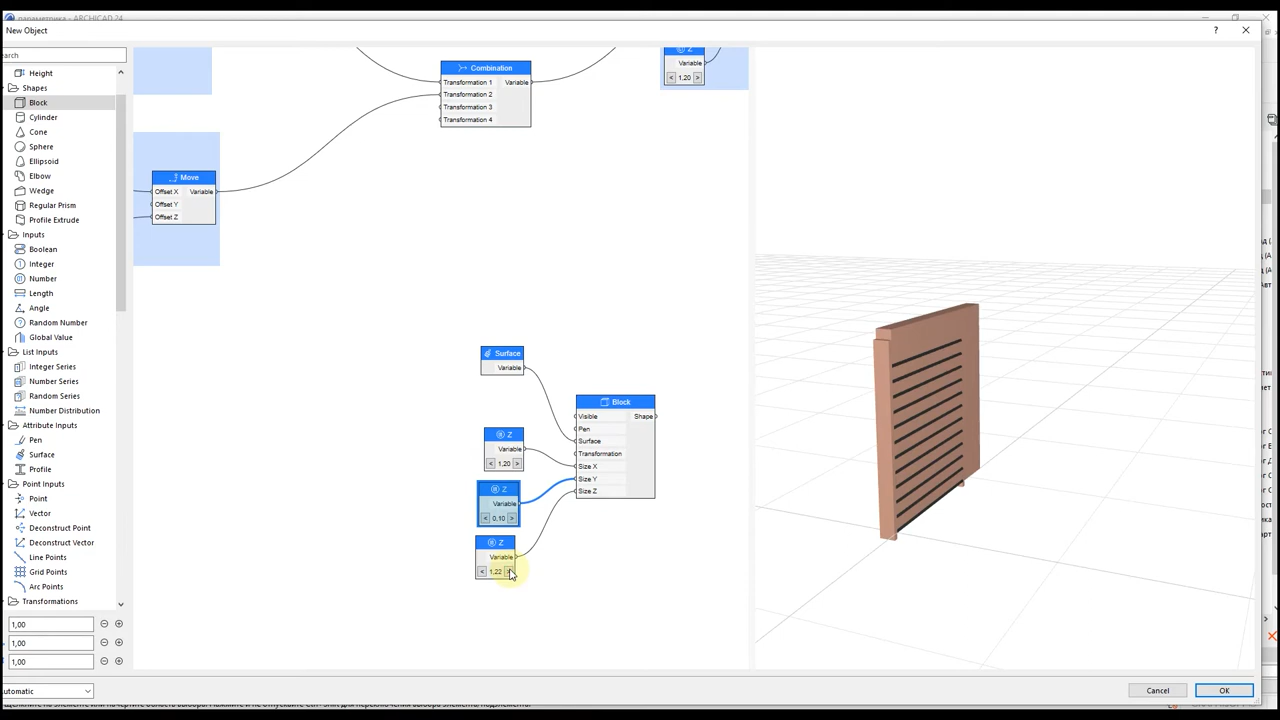 параметрика - ARCHICAD 24
New Object
?
earch
Height
Shapes
Block
Cylinder
Cone
Sphere
Ellipsoid
Elbow
Wedge
Regular Prism
Profile Extrude
Inputs
Boolean
Integer
Number
Length
Angle
Random Number
Global Value
List Inputs
Integer Series
Number Series
Random Series
Number Distribution
Attribute Inputs
Pen
Surface
Profile
Point Inputs
Point
Vector
Deconstruct Point
Deconstruct Vector
Line Points
Grid Points
Arc Points
Transformations
1,00
1,00
1,00
Automatic
Combination
Transformation 1 Variable
Transformation 2
Transformation 3
Transformation 4
Z
Variable
< 1,20 >
Move
Offset X Variable
Offset Y
Offset Z
Surface
Variable
Z
Variable
< 1,20 >
Z
Variable
< 0,10 >
Z
Variable
< 1,22
Block
Visible Shape
Pen
Surface
Transformation
Size X
Size Y
Size Z
Cancel OK